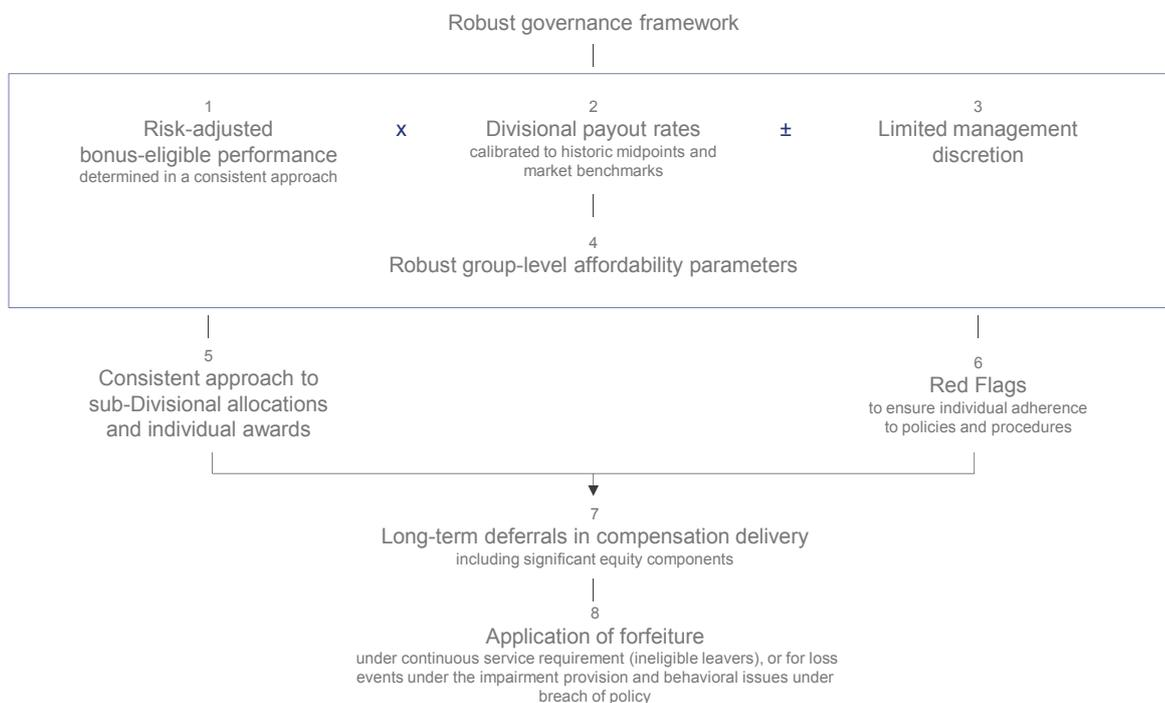 Robust governance framework
1
Risk-adjusted
bonus-eligible performance
determined in a consistent approach
x
2
Divisional payout rates
calibrated to historic midpoints and
market benchmarks
±
3
Limited management
discretion
4
Robust group-level affordability parameters
5
Consistent approach to
sub-Divisional allocations
and individual awards
6
Red Flags
to ensure individual adherence
to policies and procedures
7
Long-term deferrals in compensation delivery
including significant equity components
8
Application of forfeiture
under continuous service requirement (ineligible leavers), or for loss
events under the impairment provision and behavioral issues under
breach of policy